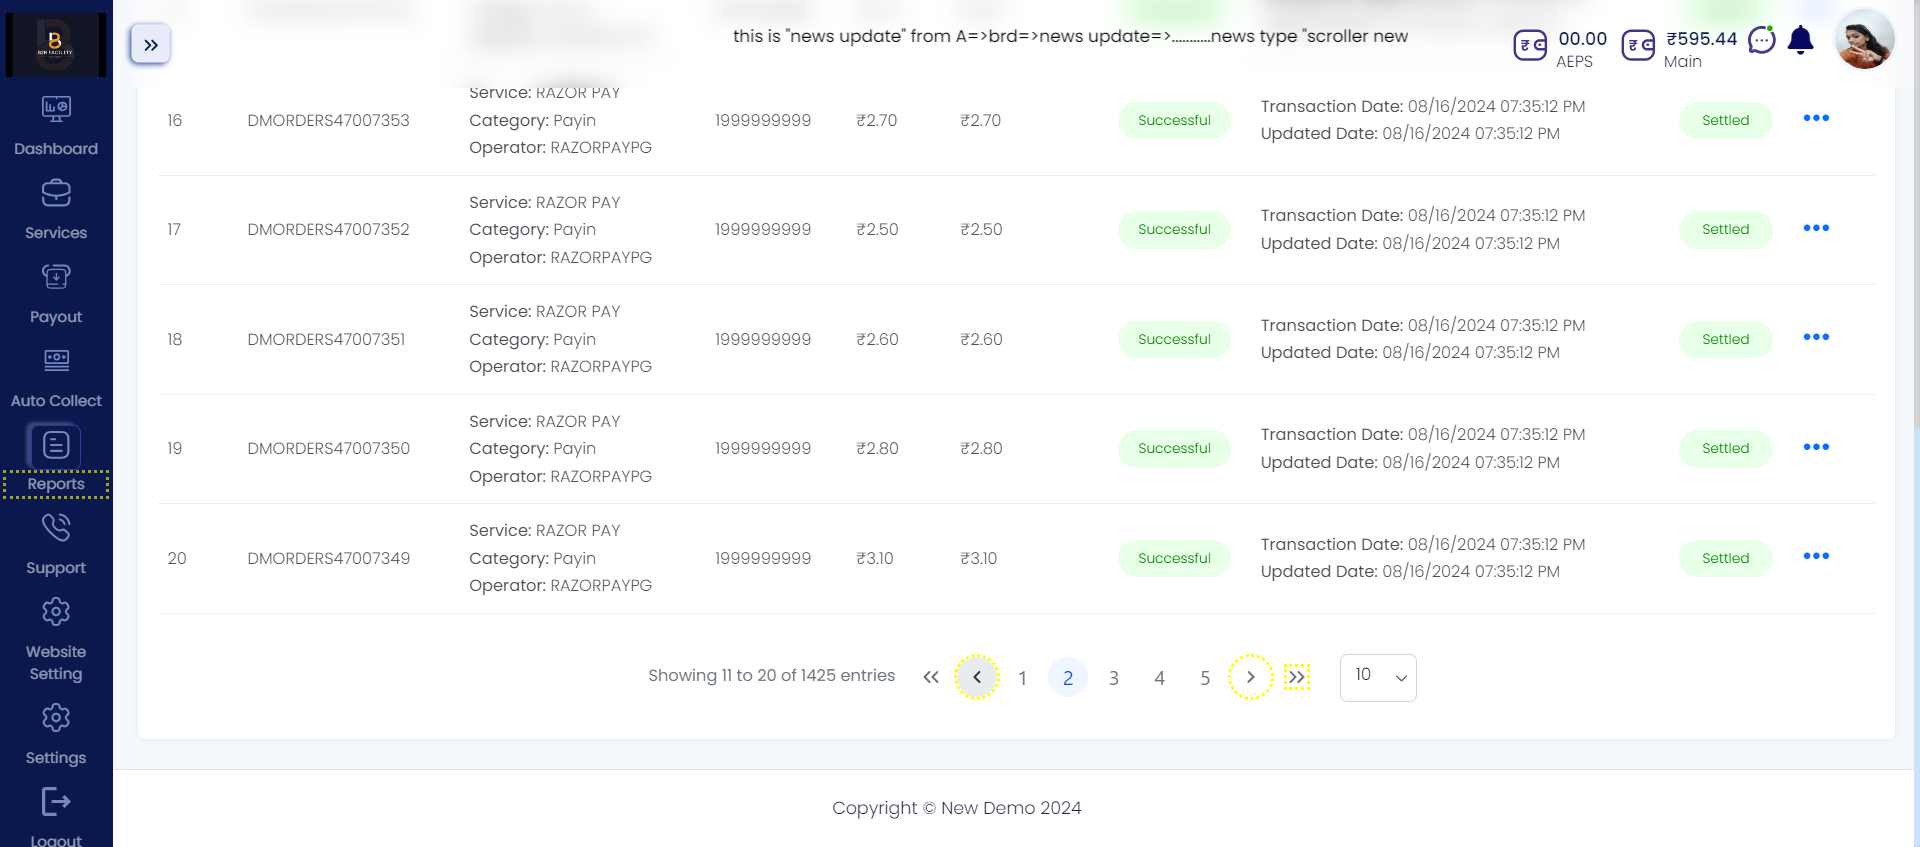 B2B FACILITY
this is "news update" from A=>brd=>news update=>...........news type "scroller new
00.00
AEPS
₹595.44
Main
Dashboard
Services
Payout
Auto Collect
Reports
Support
Website
Setting
Settings
Logout
Service: RAZOR PAY
16 DMORDERS47007353 Category: Payin 1999999999 ₹2.70 ₹2.70 Successful Transaction Date: 08/16/2024 07:35:12 PM Settled
Operator: RAZORPAYPG Updated Date: 08/16/2024 07:35:12 PM
Service: RAZOR PAY
17 DMORDERS47007352 Category: Payin 1999999999 ₹2.50 ₹2.50 Successful Transaction Date: 08/16/2024 07:35:12 PM Settled
Operator: RAZORPAYPG Updated Date: 08/16/2024 07:35:12 PM
Service: RAZOR PAY
18 DMORDERS47007351 Category: Payin 1999999999 ₹2.60 ₹2.60 Successful Transaction Date: 08/16/2024 07:35:12 PM Settled
Operator: RAZORPAYPG Updated Date: 08/16/2024 07:35:12 PM
Service: RAZOR PAY
19 DMORDERS47007350 Category: Payin 1999999999 ₹2.80 ₹2.80 Successful Transaction Date: 08/16/2024 07:35:12 PM Settled
Operator: RAZORPAYPG Updated Date: 08/16/2024 07:35:12 PM
Service: RAZOR PAY
20 DMORDERS47007349 Category: Payin 1999999999 ₹3.10 ₹3.10 Successful Transaction Date: 08/16/2024 07:35:12 PM Settled
Operator: RAZORPAYPG Updated Date: 08/16/2024 07:35:12 PM
Showing 11 to 20 of 1425 entries 1 2 3 4 5 10
Copyright © New Demo 2024